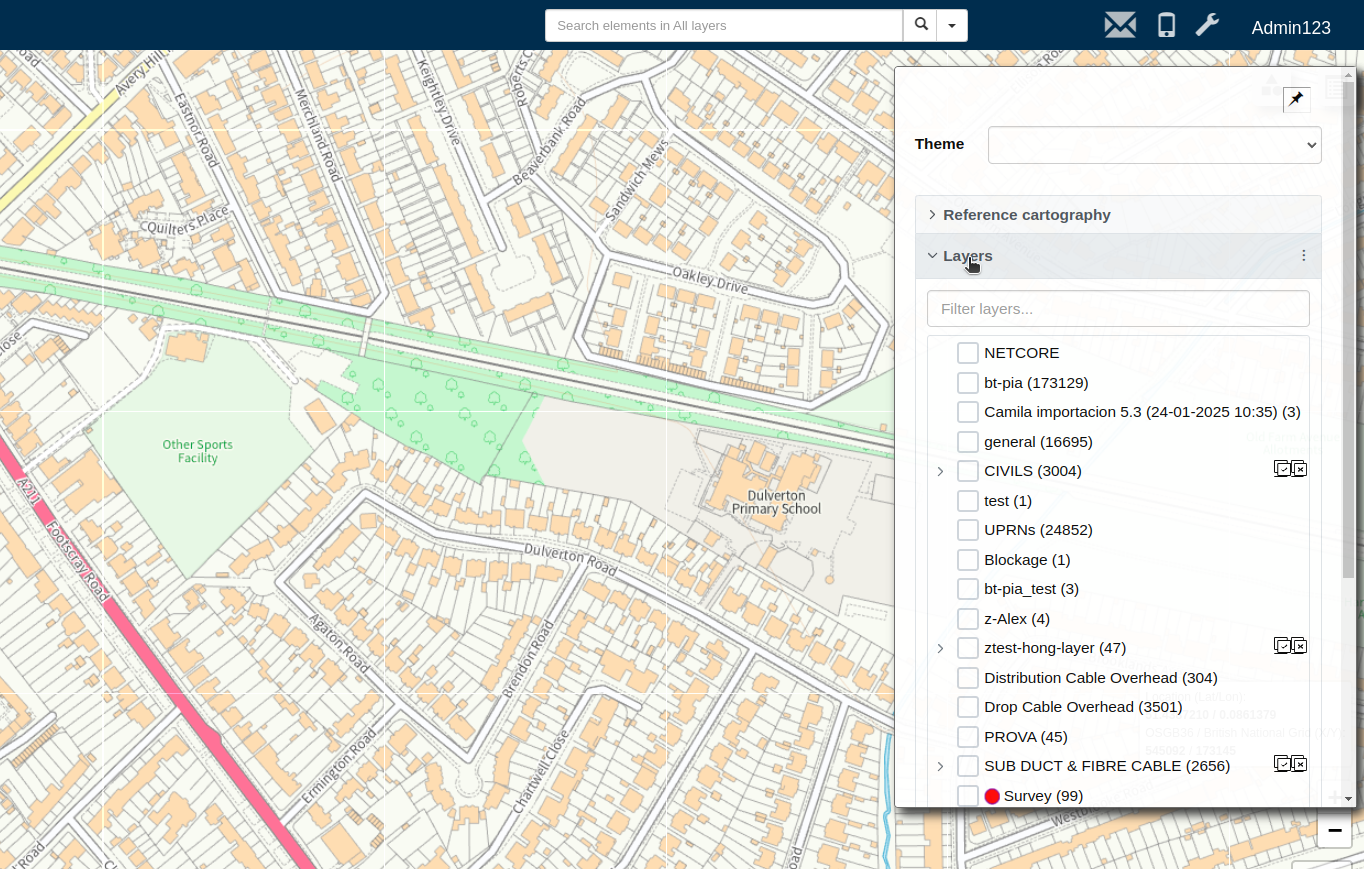 Search elements in All layers
Admin123
Theme
Reference cartography
Layers
Filter layers...
NETCORE
bt-pia (173129)
Camila importacion 5.3 (24-01-2025 10:35) (3)
general (16695)
CIVILS (3004)
test (1)
UPRNs (24852)
Blockage (1)
bt-pia_test (3)
z-Alex (4)
ztest-hong-layer (47)
Distribution Cable Overhead (304)
Drop Cable Overhead (3501)
PROVA (45)
SUB DUCT & FIBRE CABLE (2656)
Survey (99)
Avery Hill
Eastnor Road
Merchland Road
Keightley Drive
Roberts
Beaverbank Road
Sandwich Mews
Quilters Place
Oakley Drive
Close
Other Sports
Facility
Dulverton
Primary School
A211
Footscray Road
Dulverton Road
Agaton Road
Brendon Road
Ermington Road
Chartwell Close
Road
Road